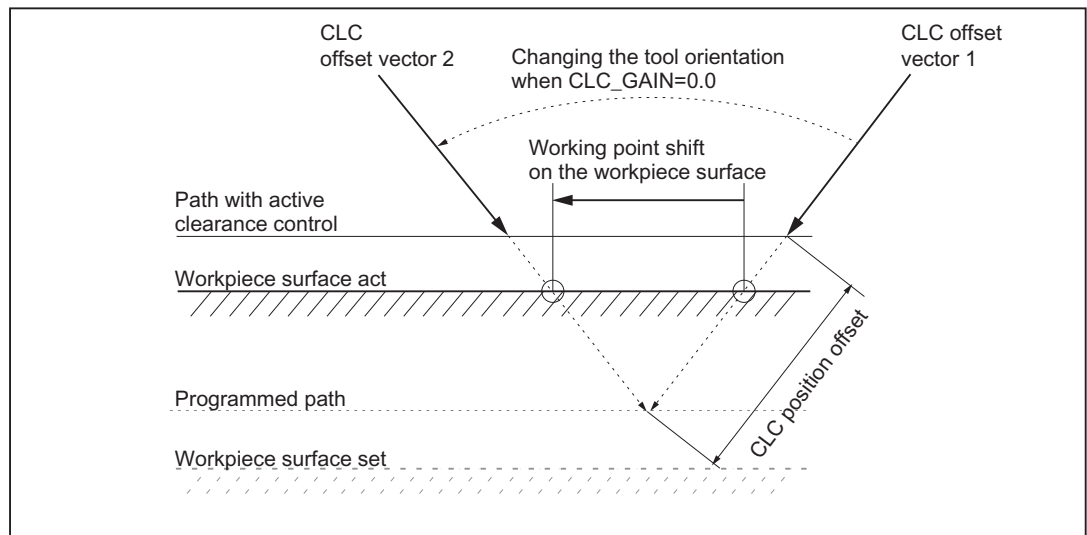 CLC
offset vector 2
CLC offset
vector 1
Changing the tool orientation
when CLC_GAIN=0.0
Working point shift
on the workpiece surface
Path with active
clearance control
Workpiece surface act
Programmed path
Workpiece surface set
CLC position offset